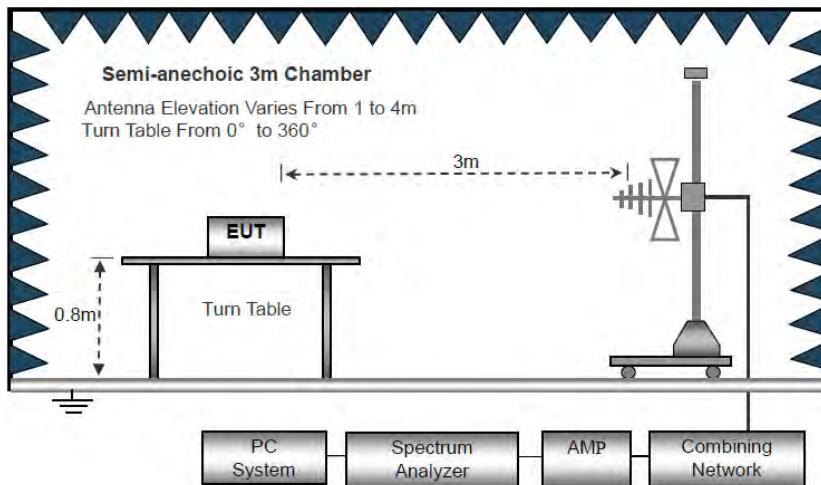 Semi-anechoic 3m Chamber
Antenna Elevation Varies From 1 to 4m
Turn Table From 0° to 360°
3m
EUT
0.8m
Turn Table
PC
System
Spectrum
Analyzer
AMP
Combining
Network